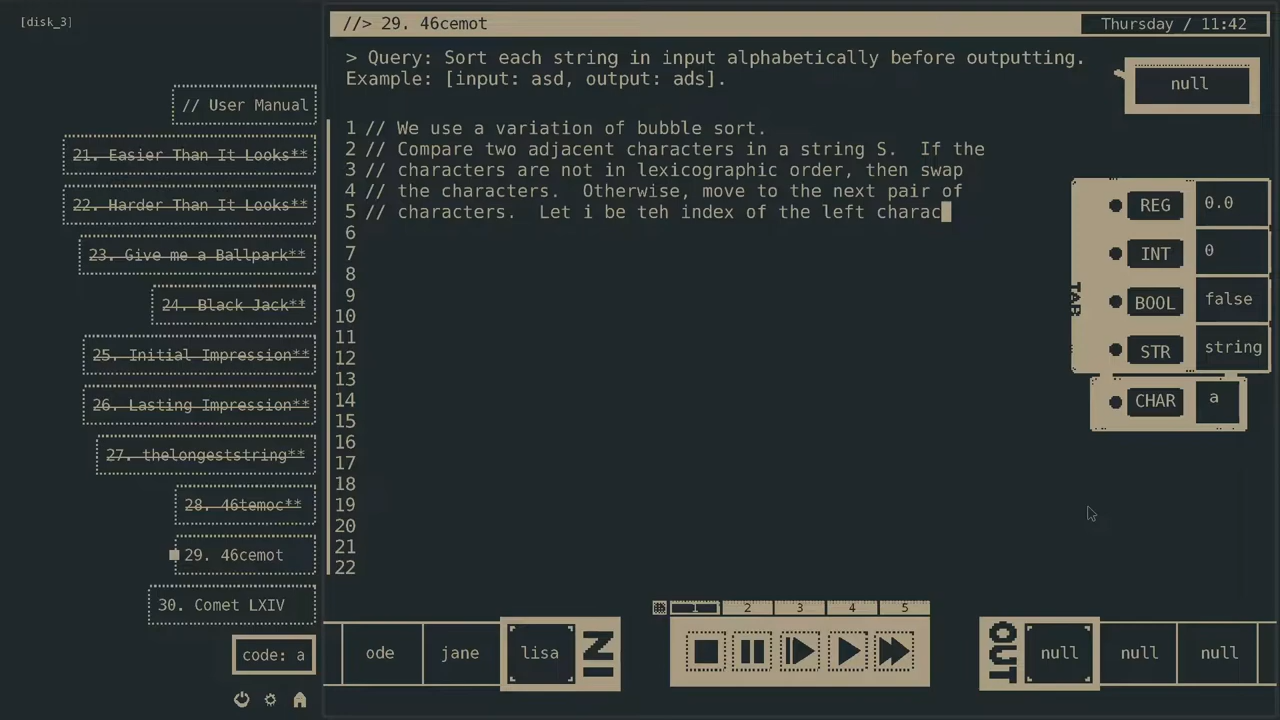 [disk_3]
//> 29. 46cemot
Thursday / 11:42
> Query: Sort each string in input alphabetically before outputting.
Example: [input: asd, output: ads].
null
// User Manual
21. Easier Than It Looks**
22. Harder Than It Looks**
23. Give me a Ballpark**
24. Black Jack**
25. Initial Impression**
26. Lasting Impression**
27. thelongeststring**
28. 46temoc**
29. 46cemot
30. Comet LXIV
code: a
1 // We use a variation of bubble sort.
2 // Compare two adjacent characters in a string S.  If the
3 // characters are not in lexicographic order, then swap
4 // the characters.  Otherwise, move to the next pair of
5 // characters.  Let i be teh index of the left charac
6
7
8
9
10
11
12
13
14
15
16
17
18
19
20
21
22
TAB
REG 0.0
INT 0
BOOL false
STR string
CHAR a
1 2 3 4 5
ode jane lisa IN
OUT null null null